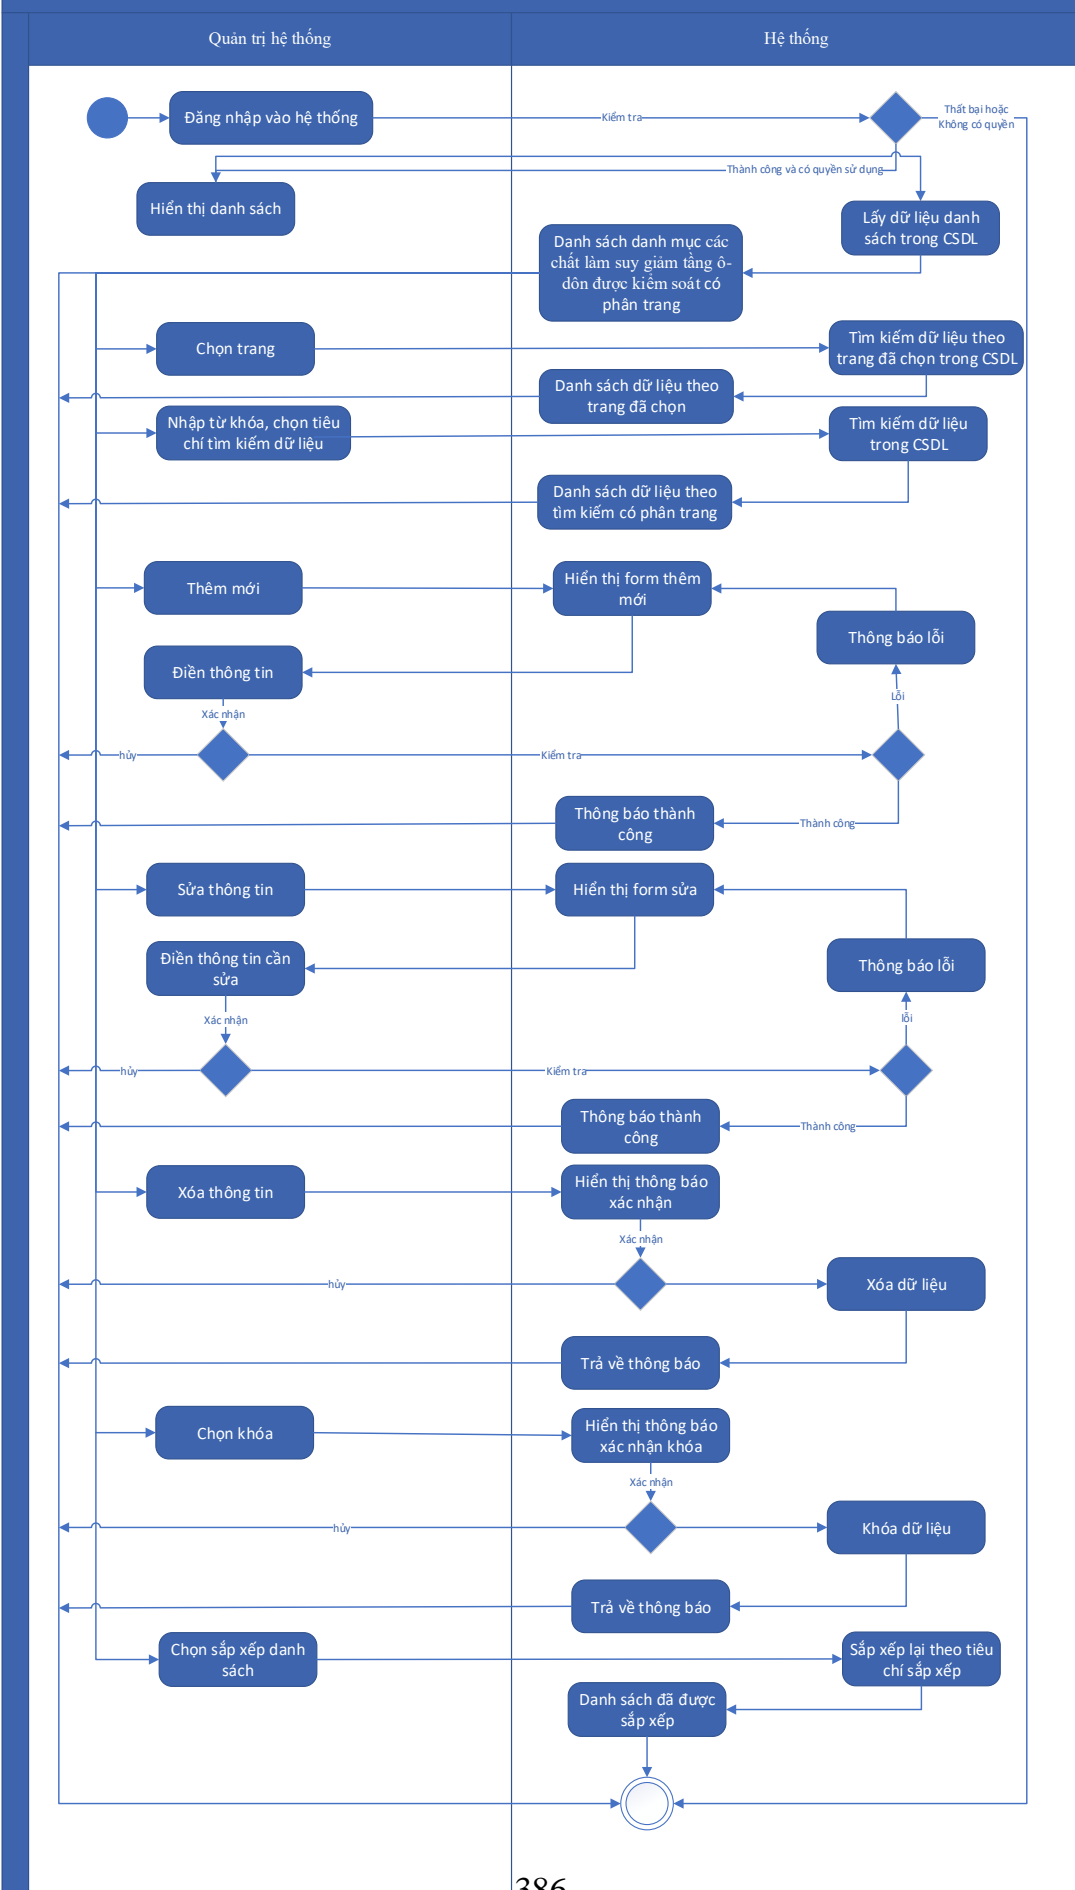 Quản trị hệ thống
Hệ thống
Đăng nhập vào hệ thống
Kiểm tra
Thất bại hoặc
Không có quyền
Thành công và có quyền sử dụng
Hiển thị danh sách
Lấy dữ liệu danh
sách trong CSDL
Danh sách danh mục các
chất làm suy giảm tầng ô-
dôn được kiểm soát có
phân trang
Chọn trang
Tìm kiếm dữ liệu theo
trang đã chọn trong CSDL
Danh sách dữ liệu theo
trang đã chọn
Nhập từ khóa, chọn tiêu
chí tìm kiếm dữ liệu
Tìm kiếm dữ liệu
trong CSDL
Danh sách dữ liệu theo
tìm kiếm có phân trang
Thêm mới
Hiển thị form thêm
mới
Thông báo lỗi
Điền thông tin
Lỗi
Xác nhận
hủy
Kiểm tra
Thông báo thành
công
Thành công
Sửa thông tin
Hiển thị form sửa
Điền thông tin cần
sửa
Thông báo lỗi
Xác nhận
lỗi
hủy
Kiểm tra
Thông báo thành
công
Thành công
Xóa thông tin
Hiển thị thông báo
xác nhận
Xác nhận
hủy
Xóa dữ liệu
Trả về thông báo
Chọn khóa
Hiển thị thông báo
xác nhận khóa
Xác nhận
hủy
Khóa dữ liệu
Trả về thông báo
Chọn sắp xếp danh
sách
Sắp xếp lại theo tiêu
chí sắp xếp
Danh sách đã được
sắp xếp
386